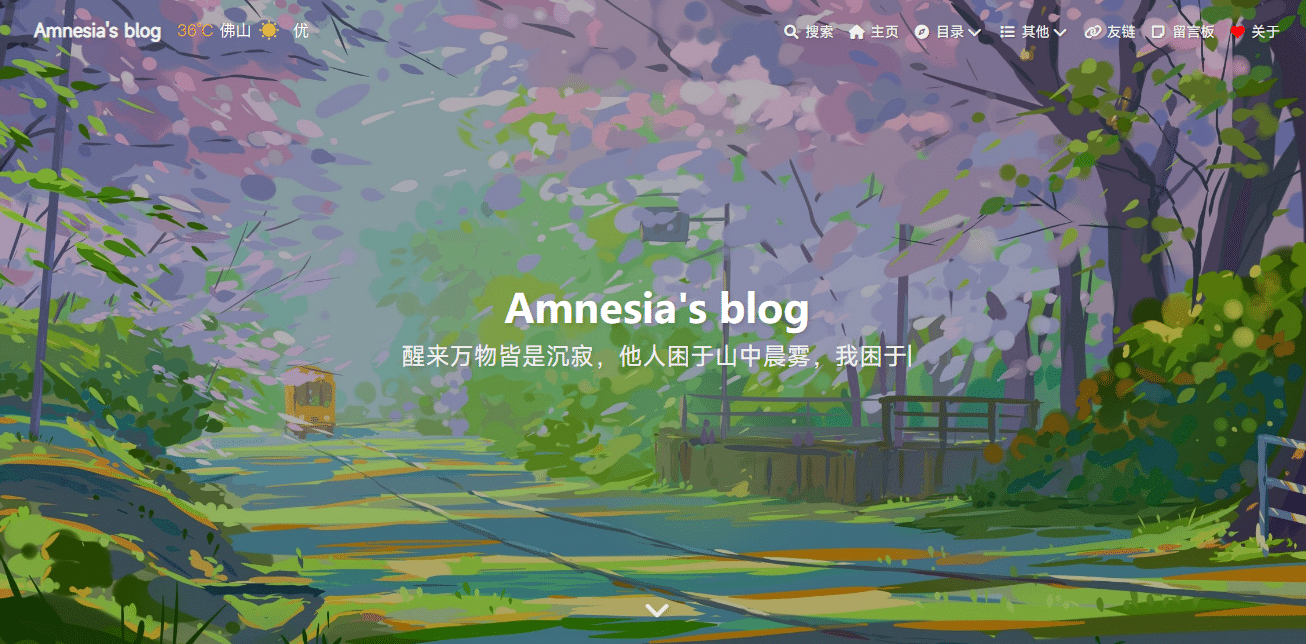 Amnesia's blog 36℃ 佛山 优 搜索 主页 目录 其他 友链 留言板 关于
Amnesia's blog
醒来万物皆是沉寂，他人困于山中晨雾，我困于|